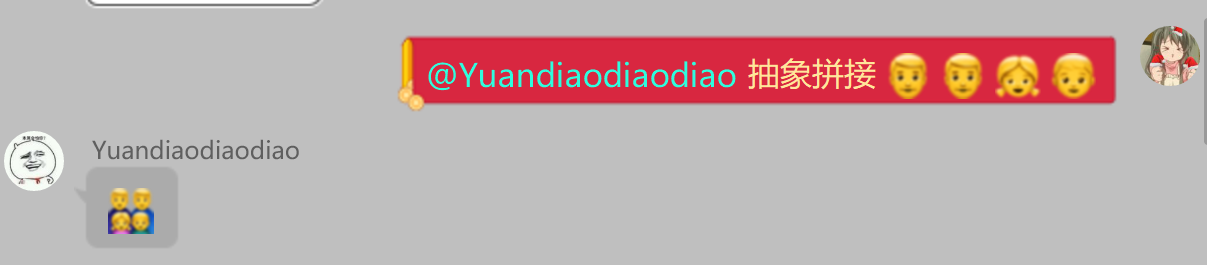 @Yuandiaodiaodiao 抽象拼接 👨👨👧👦
Yuandiaodiaodiao
👨‍👨‍👧‍👦